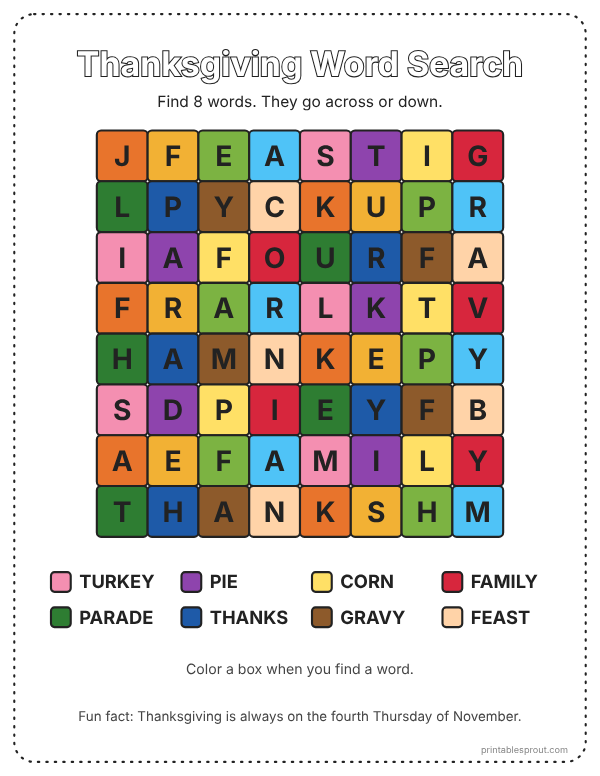 Thanksgiving Word Search
Find 8 words. They go across or down.
J F E A S T I G
L P Y C K U P R
I A F O U R F A
F R A R L K T V
H A M N K E P Y
S D P I E Y F B
A E F A M I L Y
T H A N K S H M
TURKEY PIE CORN FAMILY
PARADE THANKS GRAVY FEAST
Color a box when you find a word.
Fun fact: Thanksgiving is always on the fourth Thursday of November.
printablesprout.com